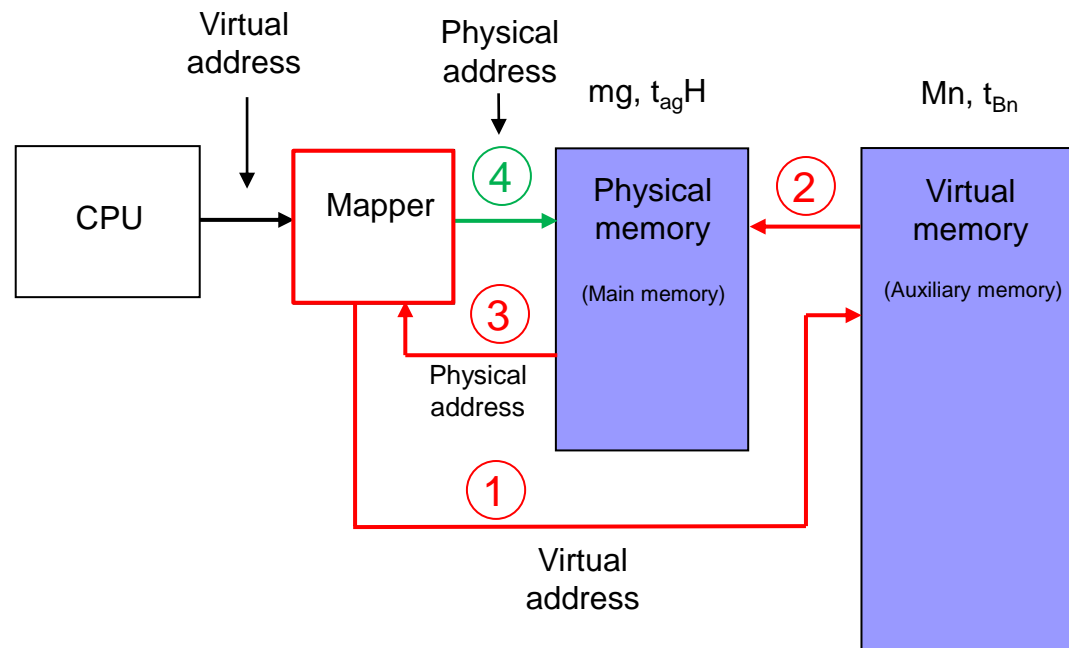 Virtual
address
Physical
address
mg, t_agH
Mn, t_Bn
CPU
Mapper
4
Physical
memory
(Main memory)
2
Virtual
memory
(Auxiliary memory)
3
Physical
address
1
Virtual
address